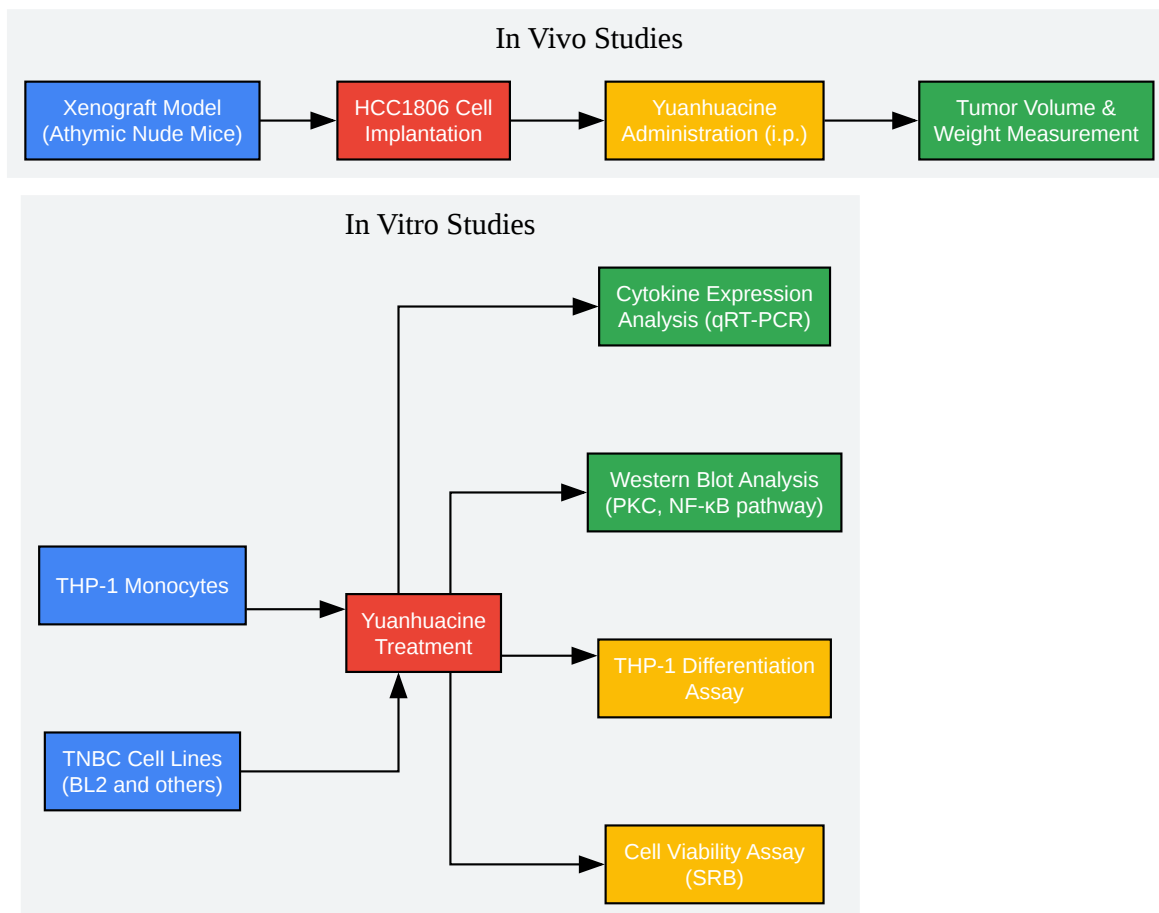 In Vivo Studies
Xenograft Model
(Athymic Nude Mice)
HCC1806 Cell
Implantation
Yuanhuacine
Administration (i.p.)
Tumor Volume &
Weight Measurement
In Vitro Studies
Cytokine Expression
Analysis (qRT-PCR)
Western Blot Analysis
(PKC, NF-κB pathway)
THP-1 Monocytes
Yuanhuacine
Treatment
THP-1 Differentiation
Assay
TNBC Cell Lines
(BL2 and others)
Cell Viability Assay
(SRB)